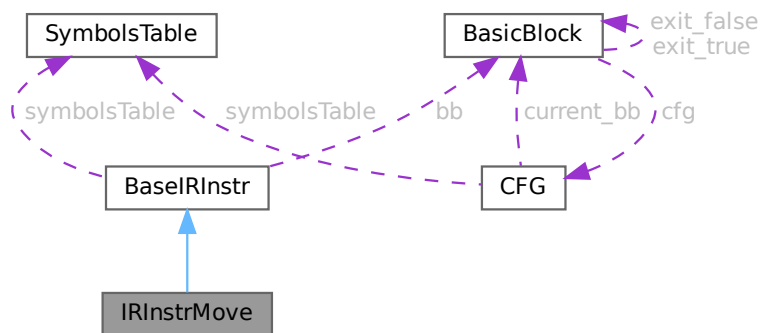 SymbolsTable
BasicBlock
exit_false
exit_true
symbolsTable
symbolsTable
bb
current_bb
cfg
BaseIRInstr
CFG
IRInstrMove